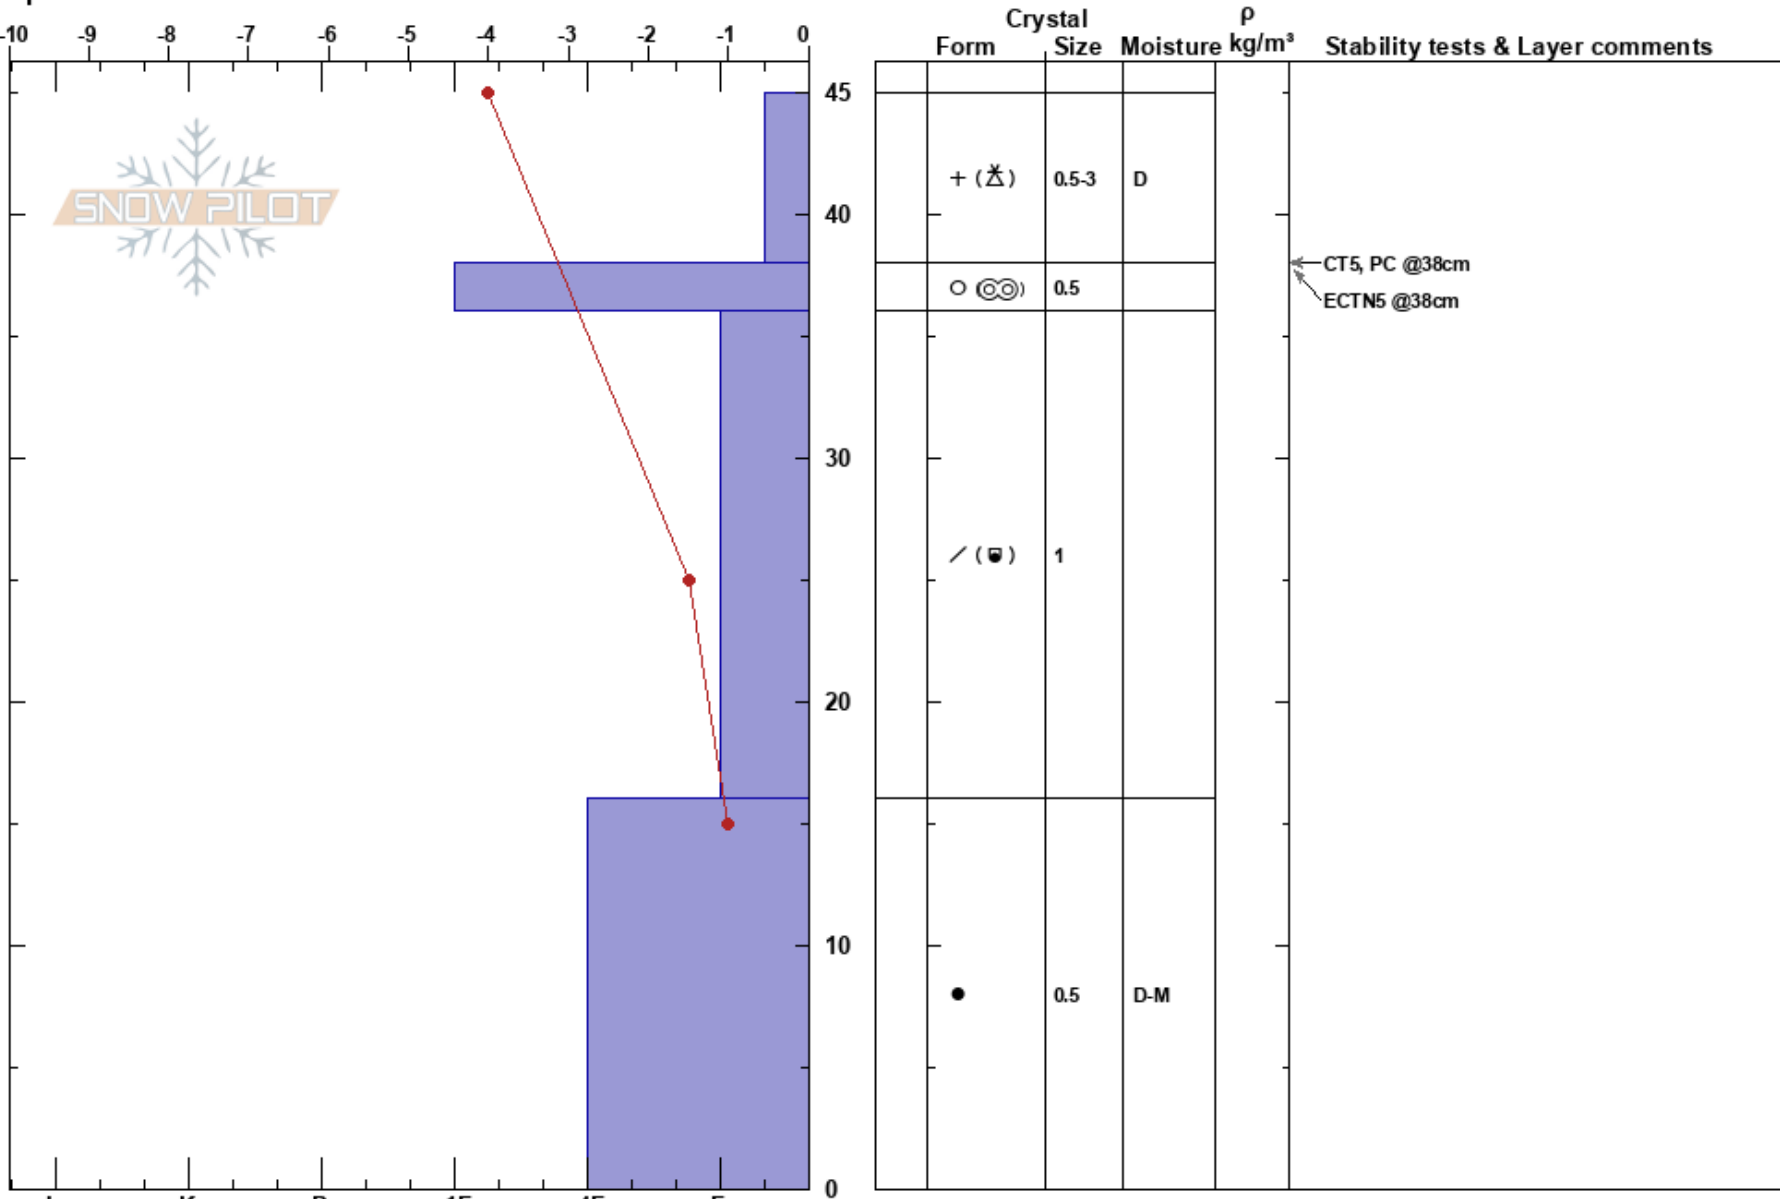 Crystal ρ
-10 -9 -8 -7 -6 -5 -4 -3 -2 -1 0 Form Size Moisture kg/m³ Stability tests & Layer comments
45
SNOW PILOT
+ ( ) 0.5-3 D
40
CT5, PC @38cm
0.5
ECTN5 @38cm
30
/ ( ) 1
20
10
● 0.5 D-M
0